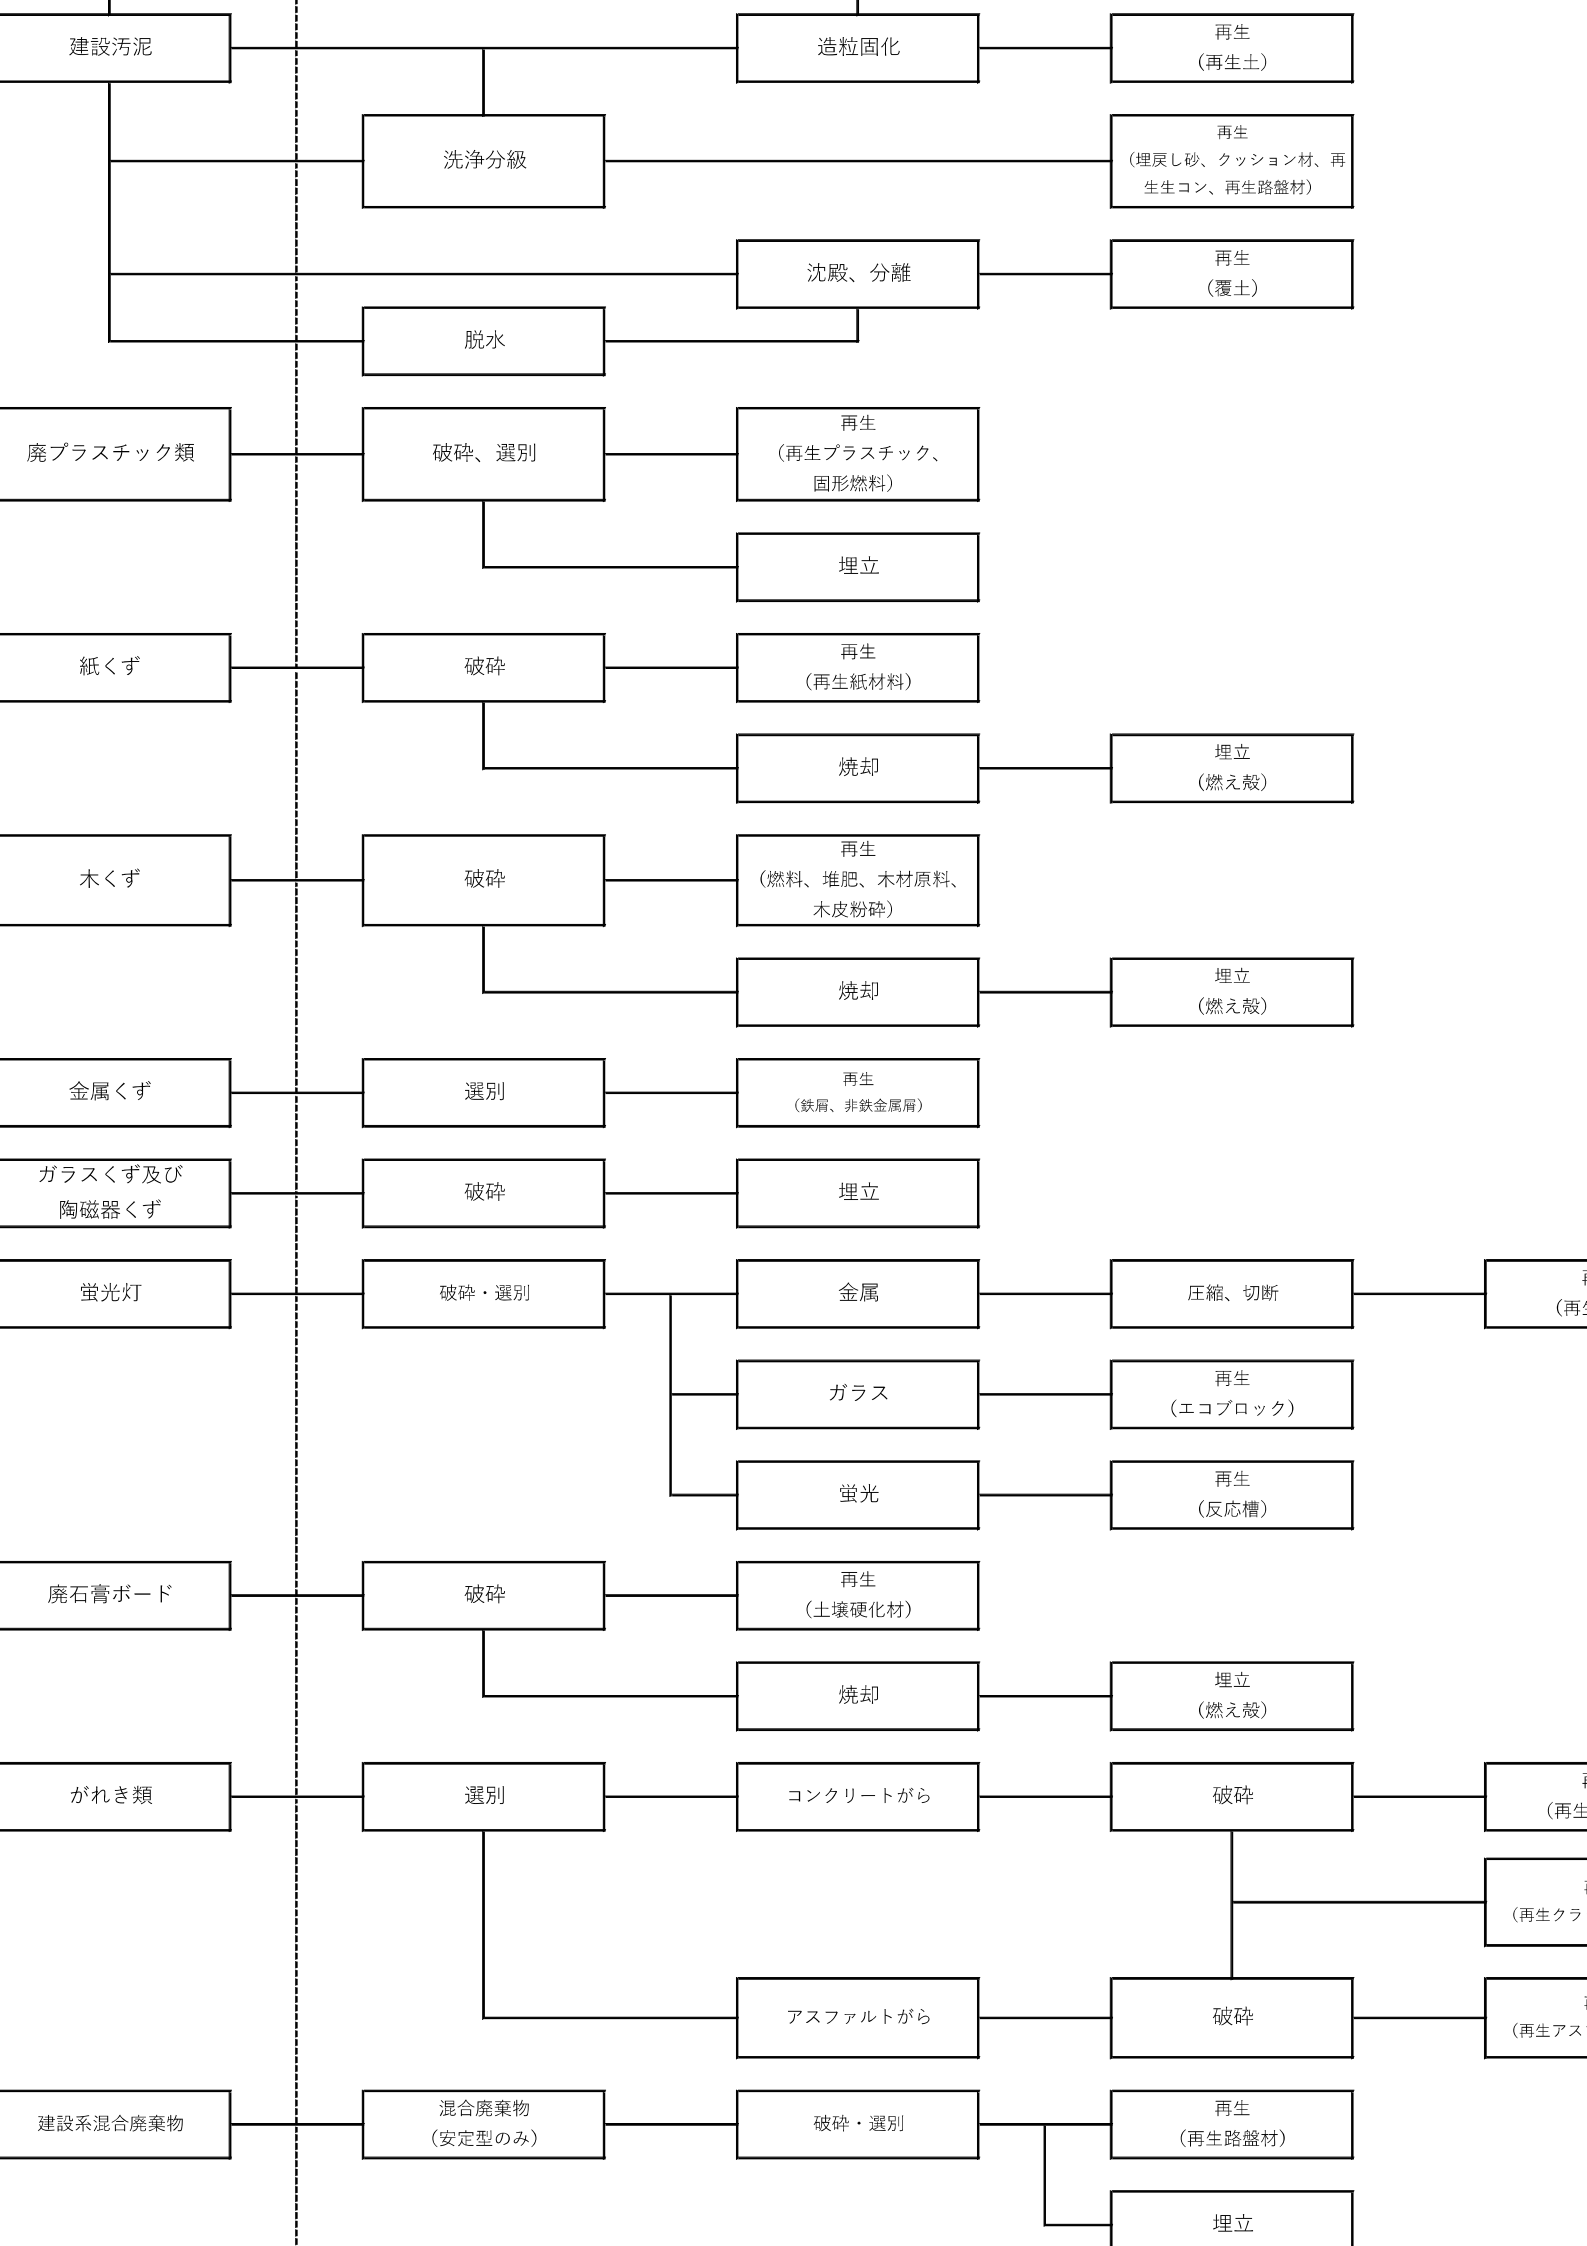 建設汚泥
造粒固化
再生
（再生土）
洗浄分級
再生
（埋戻し砂、クッション材、再
生生コン、再生路盤材）
沈殿、分離
再生
（覆土）
脱水
廃プラスチック類
破砕、選別
再生
（再生プラスチック、
固形燃料）
埋立
紙くず
破砕
再生
（再生紙材料）
焼却
埋立
（燃え殻）
木くず
破砕
再生
（燃料、堆肥、木材原料、
木皮粉砕）
焼却
埋立
（燃え殻）
金属くず
選別
再生
（鉄屑、非鉄金属屑）
ガラスくず及び
陶磁器くず
破砕
埋立
蛍光灯
破砕・選別
金属
圧縮、切断
ガラス
再生
（エコブロック）
蛍光
再生
（反応槽）
廃石膏ボード
破砕
再生
（土壌硬化材）
焼却
埋立
（燃え殻）
がれき類
選別
コンクリートがら
破砕
（再生
（再生クラ
アスファルトがら
破砕
（再生アス
建設系混合廃棄物
混合廃棄物
（安定型のみ）
破砕・選別
再生
（再生路盤材）
埋立